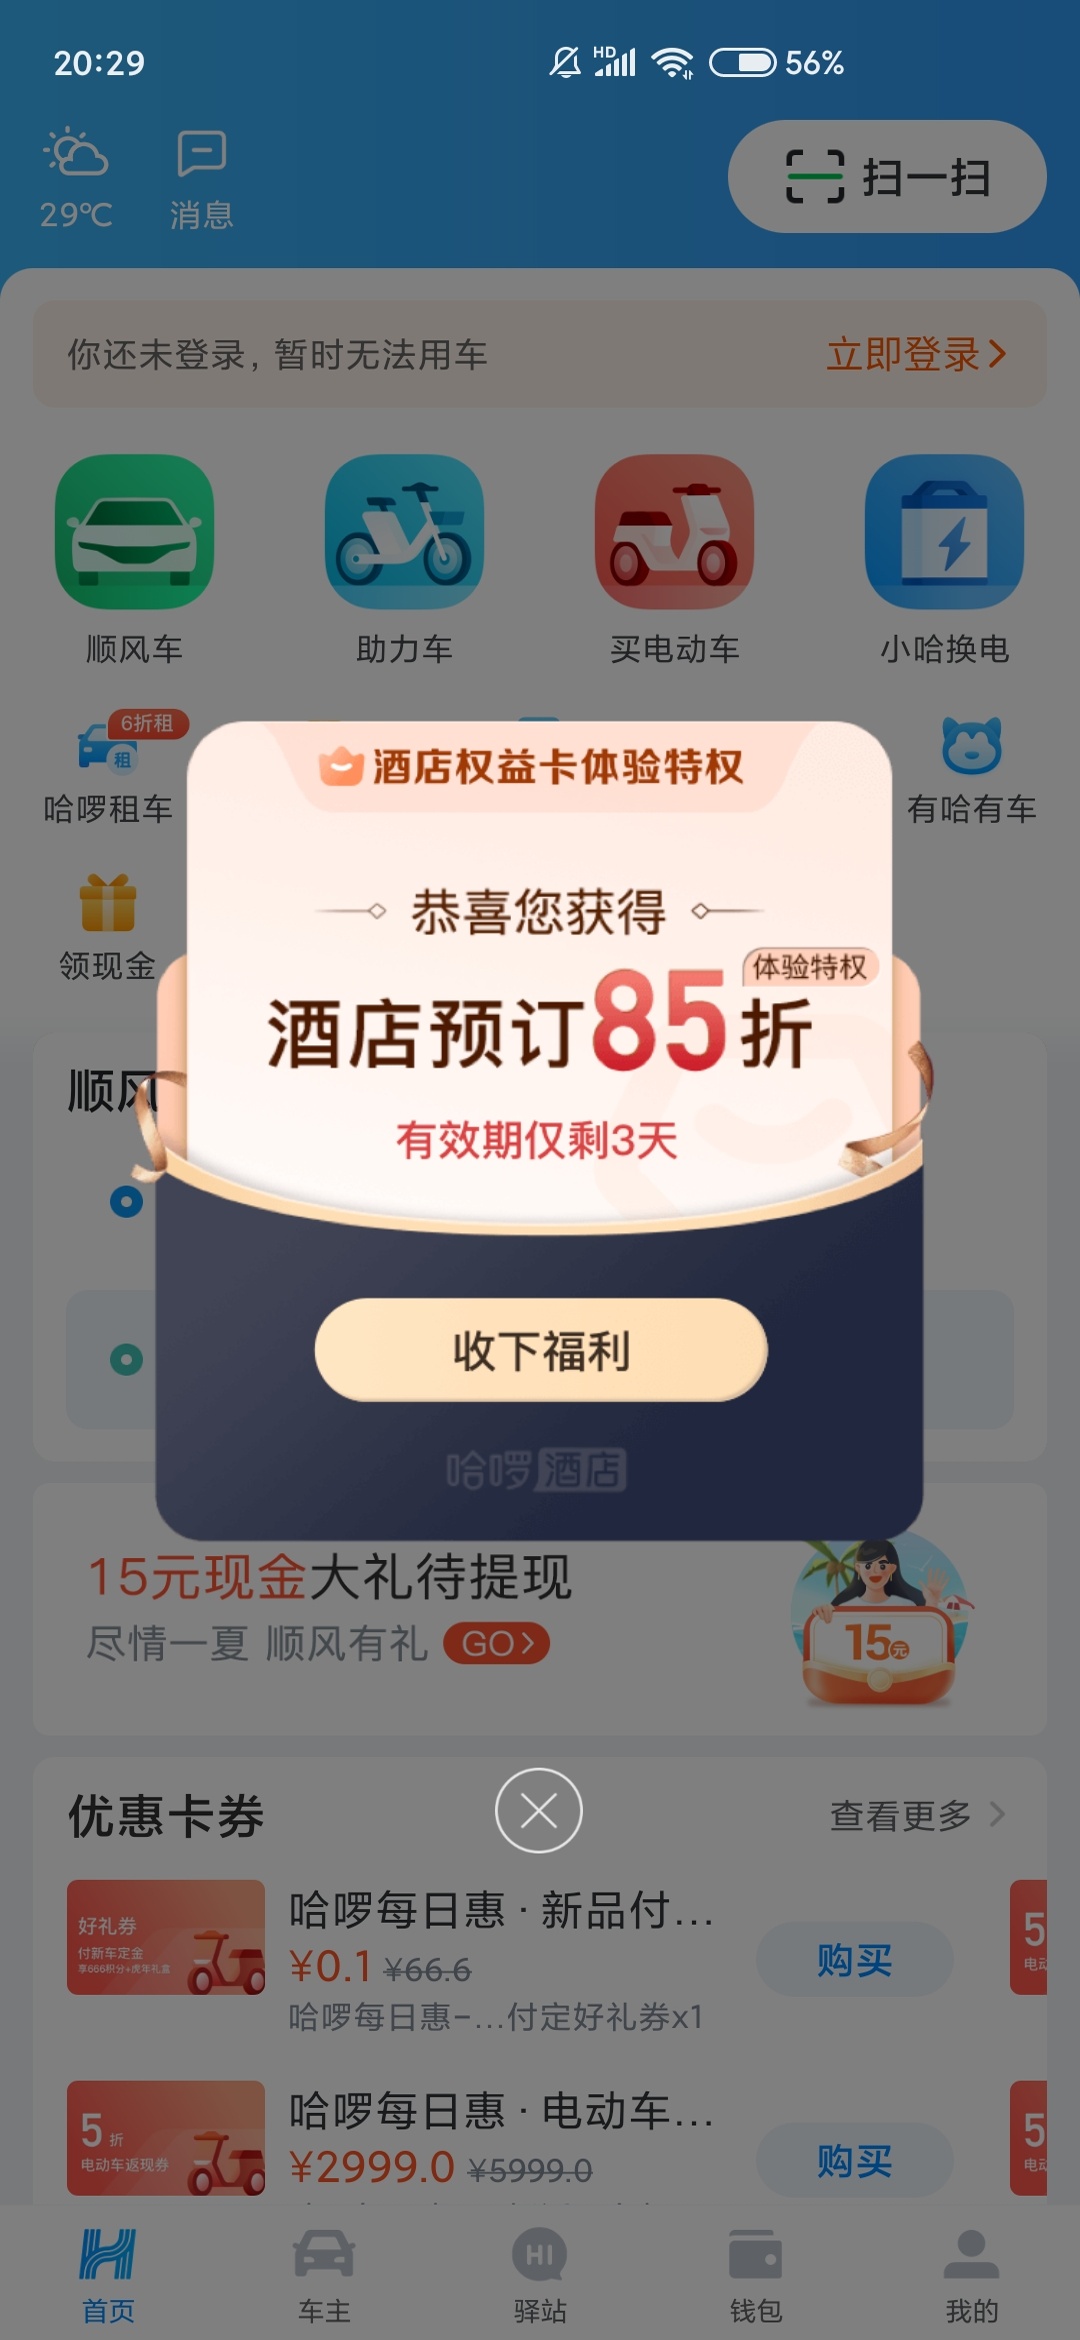 20:29
HD
56%
29℃
消息
扫一扫
你还未登录,暂时无法用车
立即登录
顺风车
助力车
买电动车
小哈换电
6折租
租
哈啰租车
有哈有车
领现金
酒店权益卡体验特权
恭喜您获得
体验特权
酒店预订85折
有效期仅剩3天
收下福利
哈啰酒店
顺风
15元现金大礼待提现
尽情一夏 顺风有礼 GO
15元
优惠卡券
查看更多
好礼券
付新车定金
享666积分+虎年礼盒
哈啰每日惠 · 新品付...
¥0.1 ¥66.6
哈啰每日惠-...付定好礼券x1
购买
5
电动
5折
电动车返现券
哈啰每日惠 · 电动车...
¥2999.0 ¥5999.0
购买
5
电动
首页
车主
HI
驿站
钱包
我的